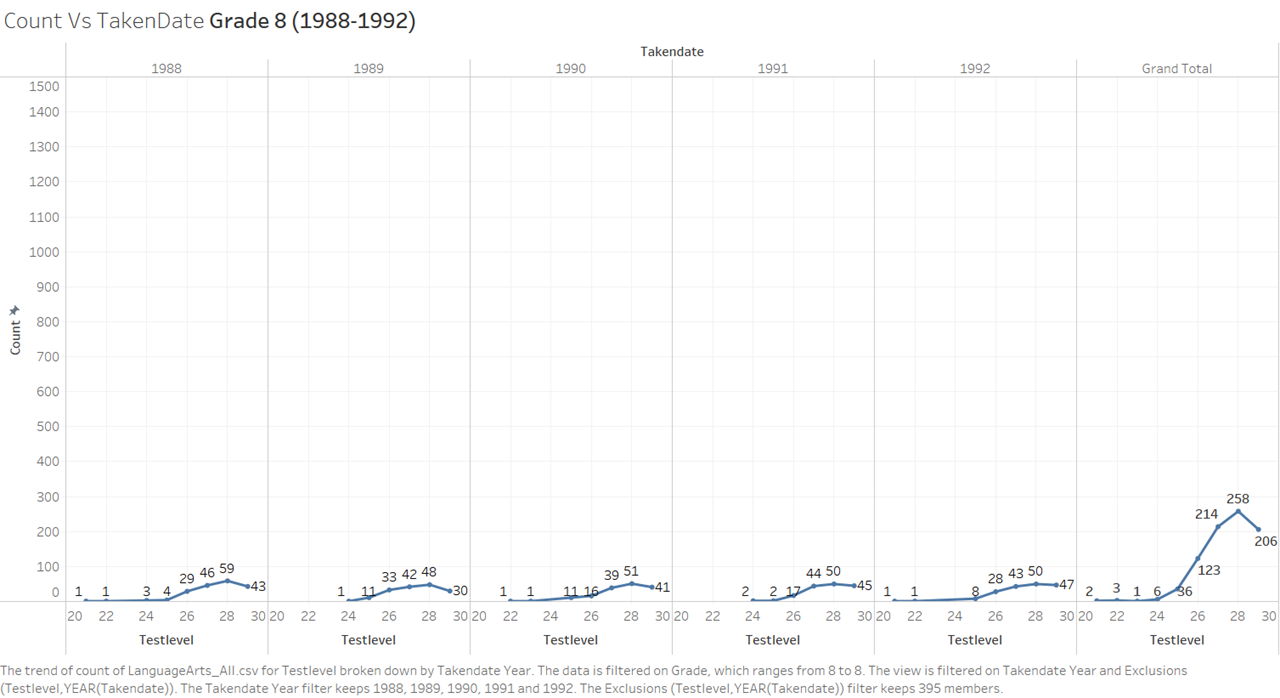 Count Vs TakenDate Grade 8 (1988-1992)
Takendate
1988 1989 1990 1991 1992 Grand Total
1500
1400
1300
1200
1100
1000
900
800
700
600
500
400
300
200
100
0
Count
1 1 3 4 29 46 59 43
1 11 33 42 48 30
1 1 11 16 39 51 41
2 2 17 44 50 45
1 1 8 28 43 50 47
2 3 1 6 36 123 214 258 206
20 22 24 26 28 30 20 22 24 26 28 30 20 22 24 26 28 30 20 22 24 26 28 30 20 22 24 26 28 30 20 22 24 26 28 30
Testlevel Testlevel Testlevel Testlevel Testlevel Testlevel
The trend of count of LanguageArts_All.csv for Testlevel broken down by Takendate Year. The data is filtered on Grade, which ranges from 8 to 8. The view is filtered on Takendate Year and Exclusions
(Testlevel,YEAR(Takendate)). The Takendate Year filter keeps 1988, 1989, 1990, 1991 and 1992. The Exclusions (Testlevel,YEAR(Takendate)) filter keeps 395 members.